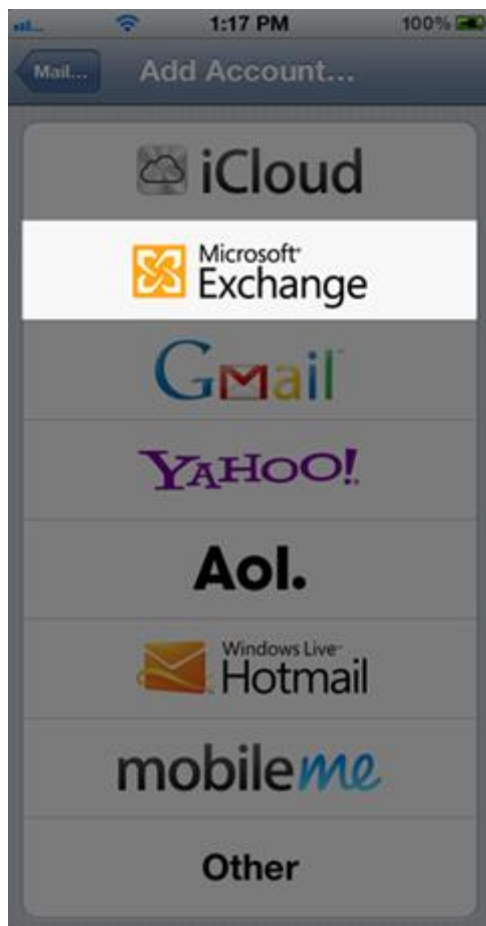 1:17 PM 100%
Mail... Add Account...
iCloud
Microsoft
Exchange
Gmail
YAHOO!
Aol.
Windows Live
Hotmail
mobileme
Other